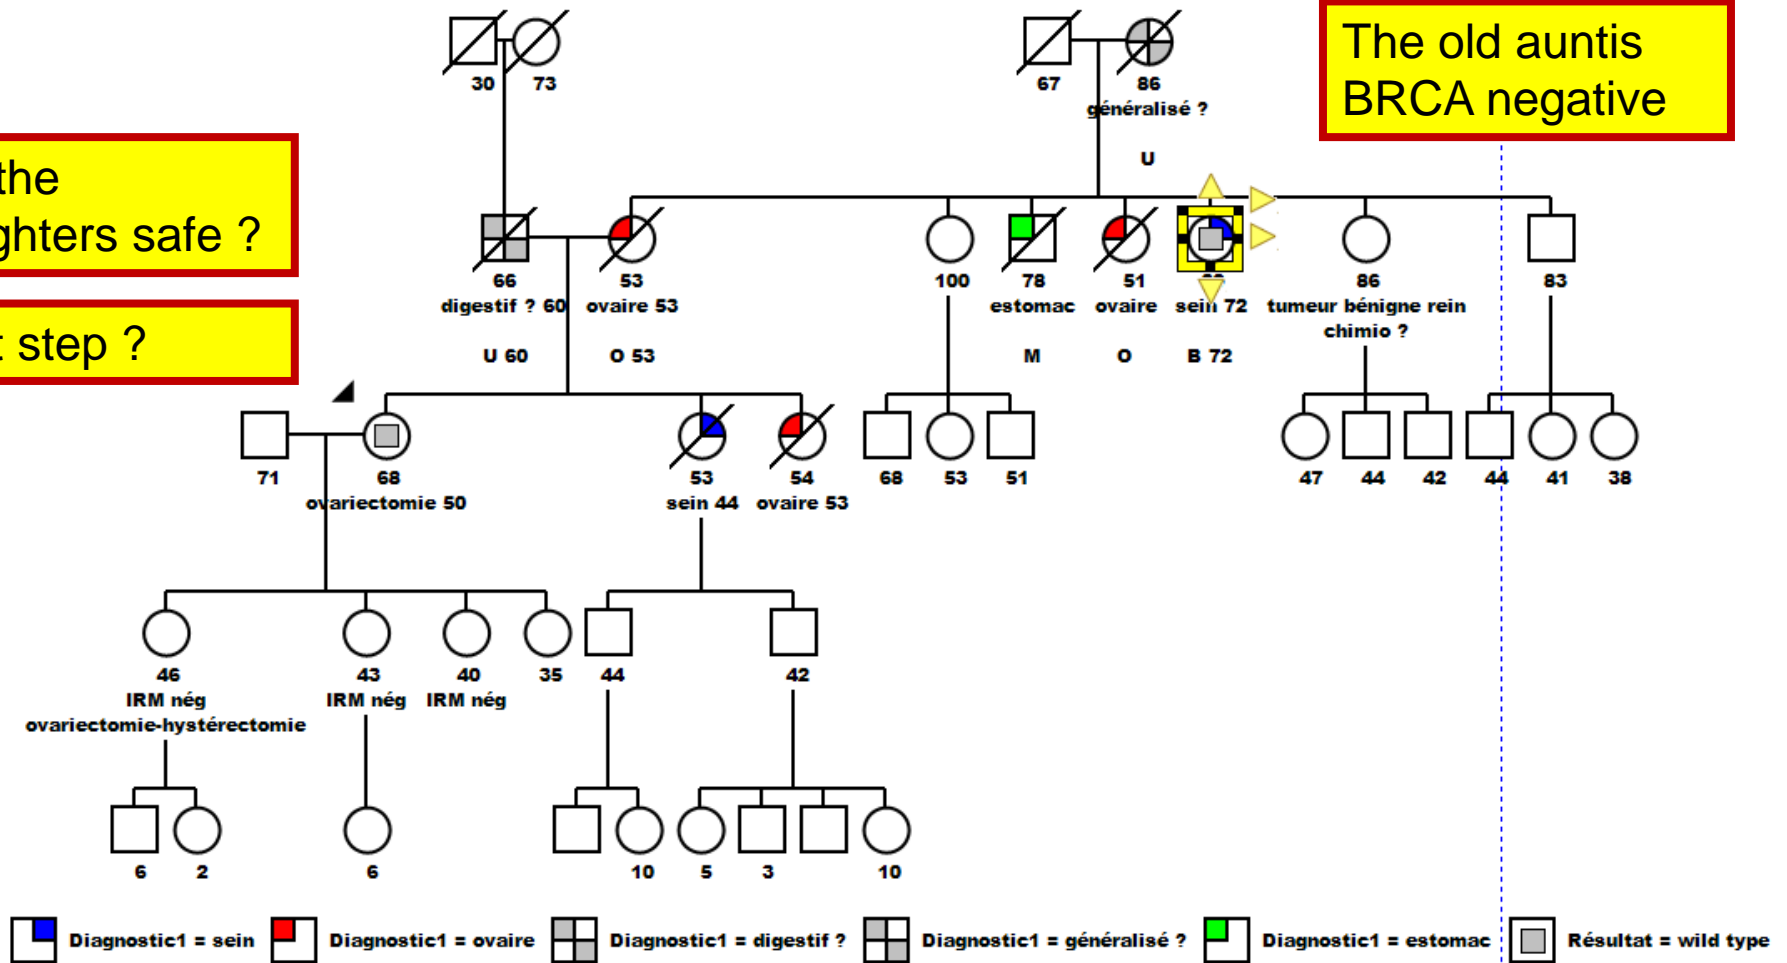 The old auntis
BRCA negative
the
ghters safe ?
step ?
30 73
67 86
généralisé ?
U
66 53 100 78 51 86 83
digestif ? 60 ovaire 53 estomac ovaire sein 72 tumeur bénigne rein
chimio ?
U 60 O 53 M O B 72
71 68 53 54 68 53 51 47 44 42 44 41 38
ovariectomie 50 sein 44 ovaire 53
46 43 40 35 44 42
IRM nég IRM nég IRM nég
ovariectomie-hystérectomie
6 2 6 10 5 3 10
Diagnostic1 = sein Diagnostic1 = ovaire Diagnostic1 = digestif ? Diagnostic1 = généralisé ? Diagnostic1 = estomac Résultat = wild type